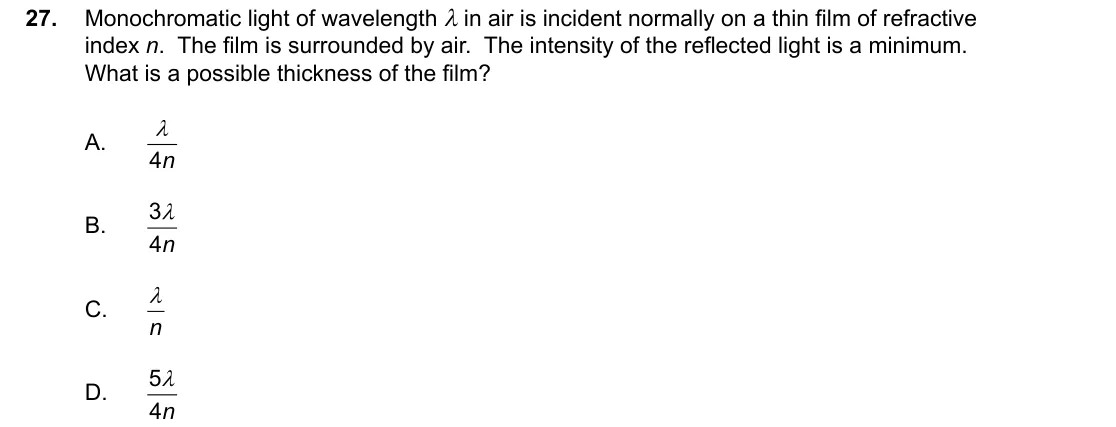 27. Monochromatic light of wavelength λ in air is incident normally on a thin film of refractive
index n. The film is surrounded by air. The intensity of the reflected light is a minimum.
What is a possible thickness of the film?
A. λ/4n
B. 3λ/4n
C. λ/n
D. 5λ/4n